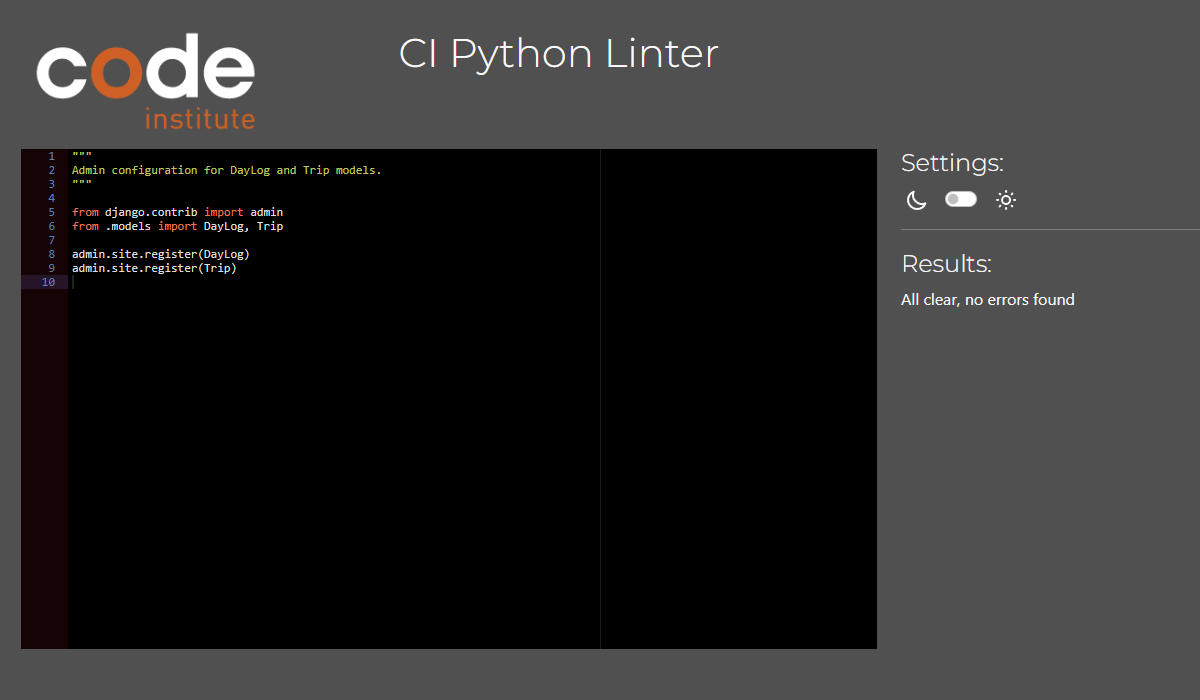 code
institute
CI Python Linter
1 """
2 Admin configuration for DayLog and Trip models.
3 """
4
5 from django.contrib import admin
6 from .models import DayLog, Trip
7
8 admin.site.register(DayLog)
9 admin.site.register(Trip)
10
Settings:
Results:
All clear, no errors found